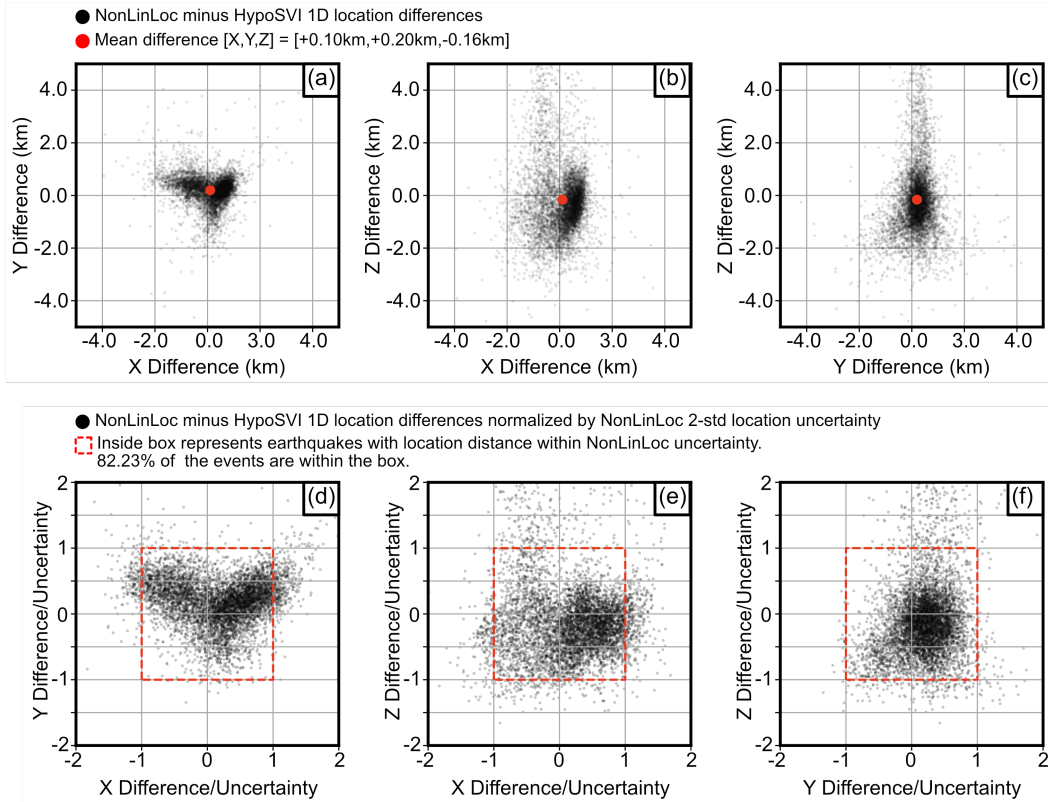 NonLinLoc minus HypoSVI 1D location differences
Mean difference [X,Y,Z] = [+0.10km,+0.20km,-0.16km]
(a)
4.0
2.0
0.0
-2.0
-4.0
Y Difference (km)
-4.0 -2.0 0.0 3.0 4.0
X Difference (km)
(b)
4.0
2.0
0.0
-2.0
-4.0
Z Difference (km)
-4.0 -2.0 0.0 3.0 4.0
X Difference (km)
(c)
4.0
2.0
0.0
-2.0
-4.0
Z Difference (km)
-4.0 -2.0 0.0 3.0 4.0
Y Difference (km)
NonLinLoc minus HypoSVI 1D location differences normalized by NonLinLoc 2-std location uncertainty
Inside box represents earthquakes with location distance within NonLinLoc uncertainty.
82.23% of the events are within the box.
(d)
2
1
0
-1
-2
Y Difference/Uncertainty
-2 -1 0 1 2
X Difference/Uncertainty
(e)
2
1
0
-1
-2
Z Difference/Uncertainty
-2 -1 0 1 2
X Difference/Uncertainty
(f)
2
1
0
-1
-2
Z Difference/Uncertainty
-2 -1 0 1 2
Y Difference/Uncertainty